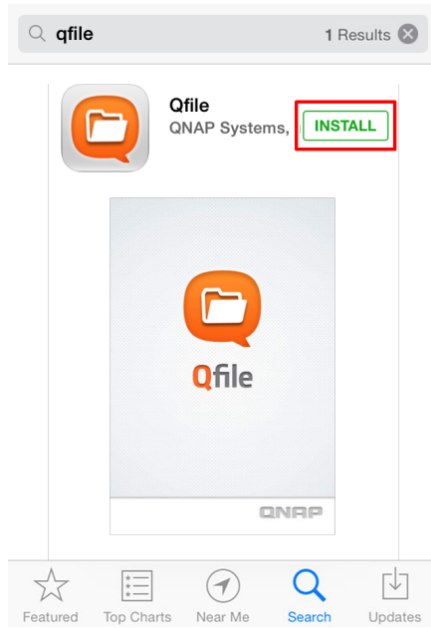 qfile 1 Results
Qfile
QNAP Systems, INSTALL
Qfile
QNAP
Featured Top Charts Near Me Search Updates